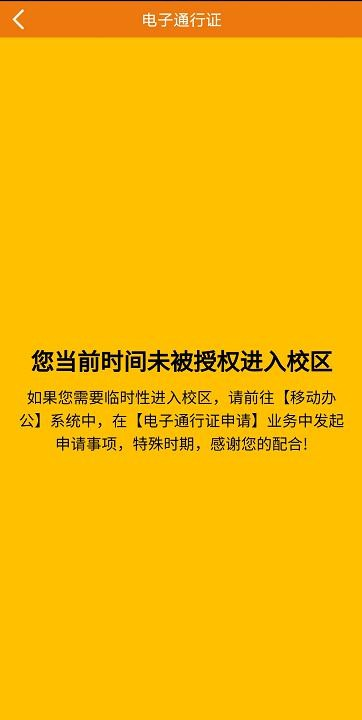 电子通行证
您当前时间未被授权进入校区
如果您需要临时性进入校区，请前往【移动办
公】系统中，在【电子通行证申请】业务中发起
申请事项，特殊时期，感谢您的配合!